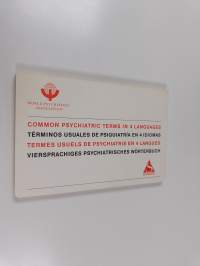 WORLD PSYCHIATRIC
ASSOCIATION
COMMON PSYCHIATRIC TERMS IN 4 LANGUAGES
TÉRMINOS USUALES DE PSIQUIATRÍA EN 4 IDIOMAS
TERMES USUELS DE PSYCHIATRIE EN 4 LANGUES
VIERSPRACHIGES PSYCHIATRISCHES WÖRTERBUCH